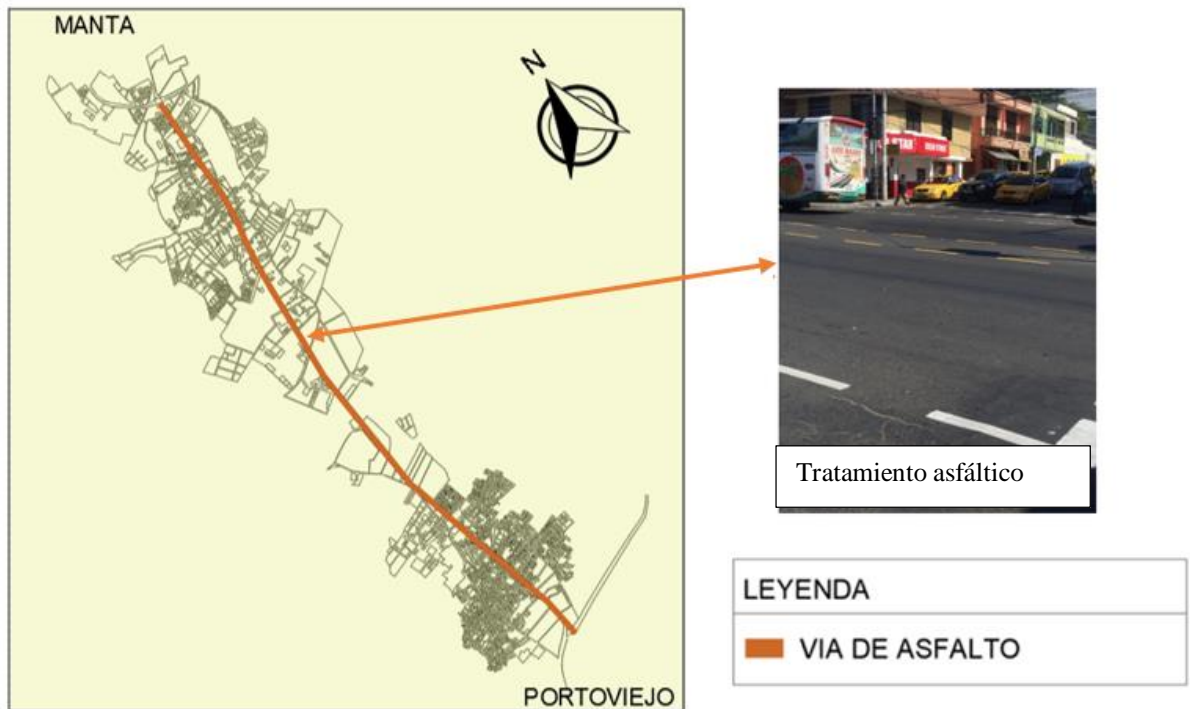 MANTA
N
Tratamiento asfáltico
LEYENDA
VIA DE ASFALTO
PORTOVIEJO